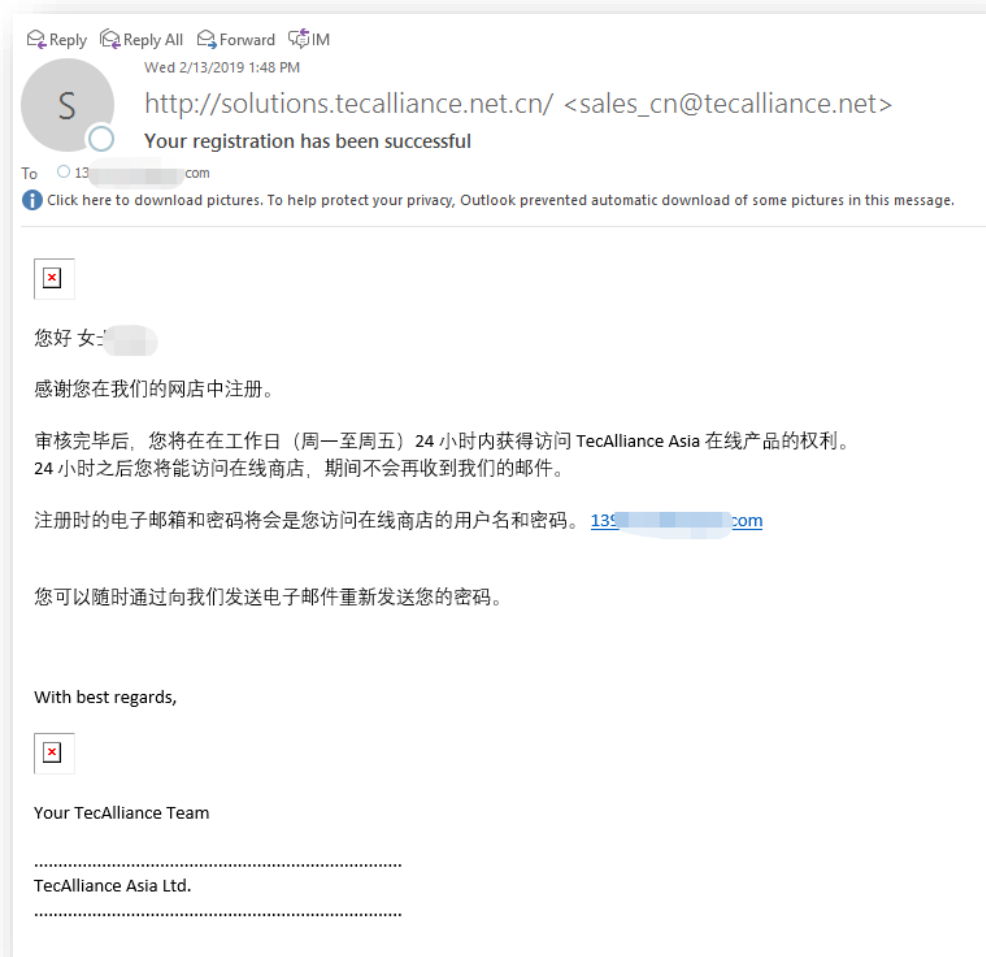 Reply Reply All Forward IM
Wed 2/13/2019 1:48 PM
S
http://solutions.tecalliance.net.cn/ <sales_cn@tecalliance.net>
Your registration has been successful
To 13 com
Click here to download pictures. To help protect your privacy, Outlook prevented automatic download of some pictures in this message.
您好 女
感谢您在我们的网店中注册。
审核完毕后，您将在在工作日（周一至周五）24 小时内获得访问 TecAlliance Asia 在线产品的权利。
24 小时之后您将能访问在线商店，期间不会再收到我们的邮件。
注册时的电子邮箱和密码将会是您访问在线商店的用户名和密码。 139 com
您可以随时通过向我们发送电子邮件重新发送您的密码。
With best regards,
Your TecAlliance Team
................................................................................
TecAlliance Asia Ltd.
................................................................................